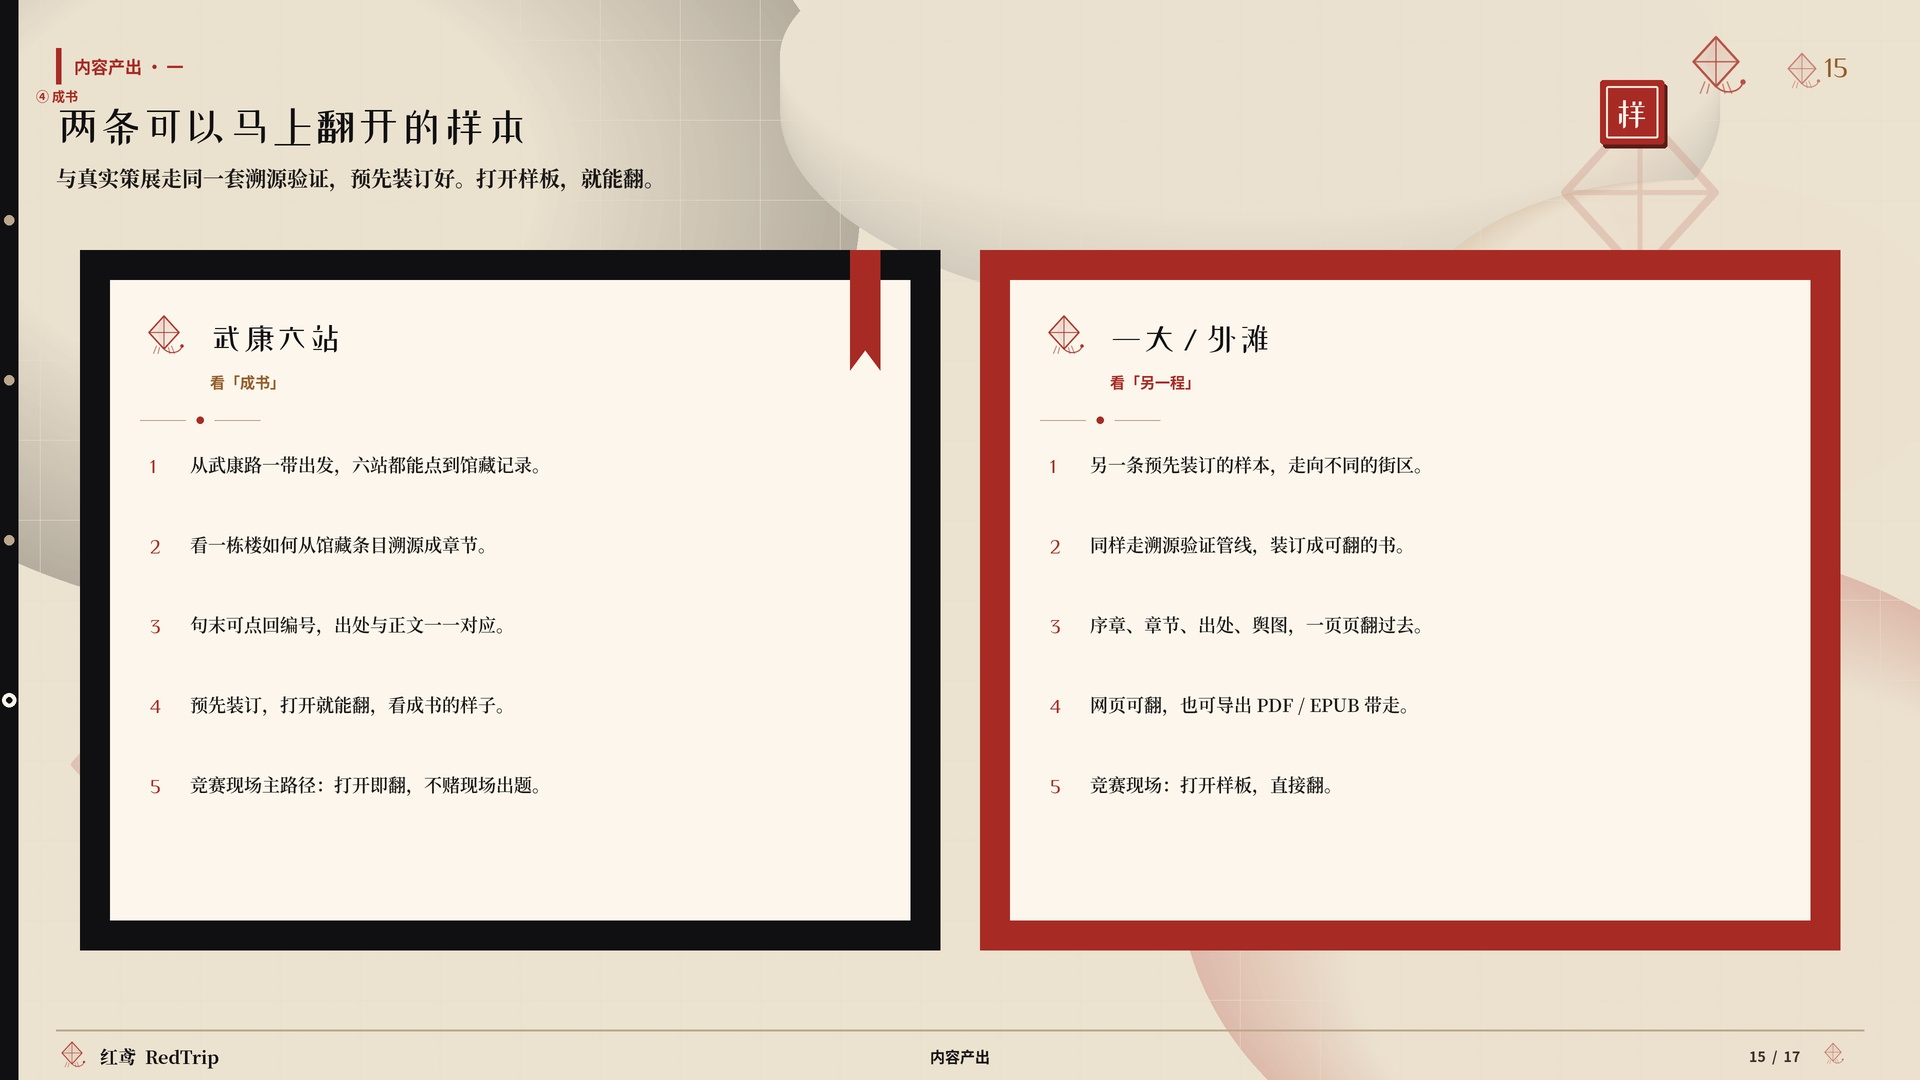 内容产出 · 一
④ 成书
两条可以马上翻开的样本
与真实策展走同一套溯源验证，预先装订好。打开样板，就能翻。
样
15
武康六站
看「成书」
1 从武康路一带出发，六站都能点到馆藏记录。
2 看一栋楼如何从馆藏条目溯源成章节。
3 句末可点回编号，出处与正文一一对应。
4 预先装订，打开就能翻，看成书的样子。
5 竞赛现场主路径：打开即翻，不赌现场出题。
一大 / 外滩
看「另一程」
1 另一条预先装订的样本，走向不同的街区。
2 同样走溯源验证管线，装订成可翻的书。
3 序章、章节、出处、舆图，一页页翻过去。
4 网页可翻，也可导出 PDF / EPUB 带走。
5 竞赛现场：打开样板，直接翻。
红鸢 RedTrip
内容产出
15 / 17